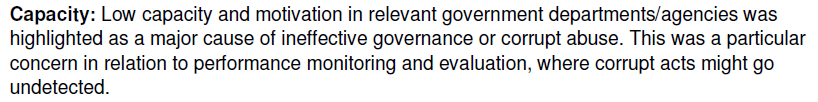 Capacity: Low capacity and motivation in relevant government departments/agencies was
highlighted as a major cause of ineffective governance or corrupt abuse. This was a particular
concern in relation to performance monitoring and evaluation, where corrupt acts might go
undetected.